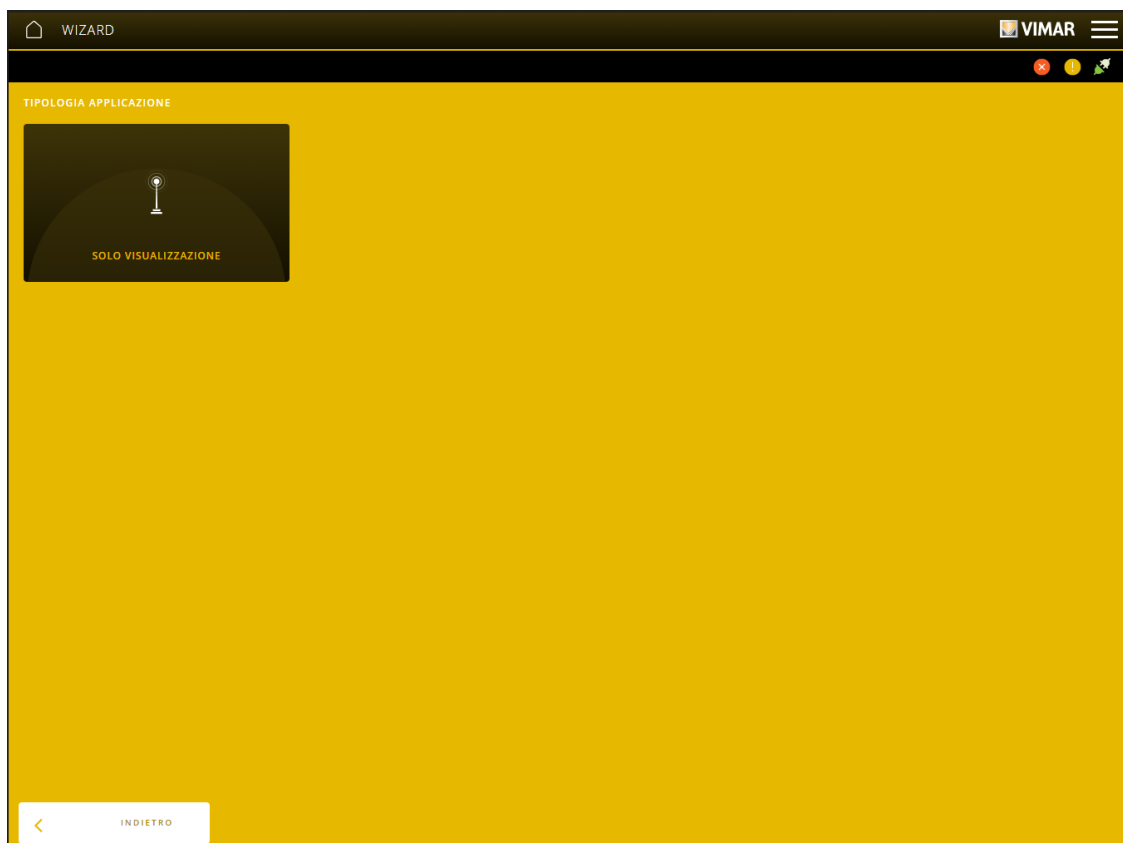 WIZARD
VIMAR
TIPOLOGIA APPLICAZIONE
SOLO VISUALIZZAZIONE
INDIETRO